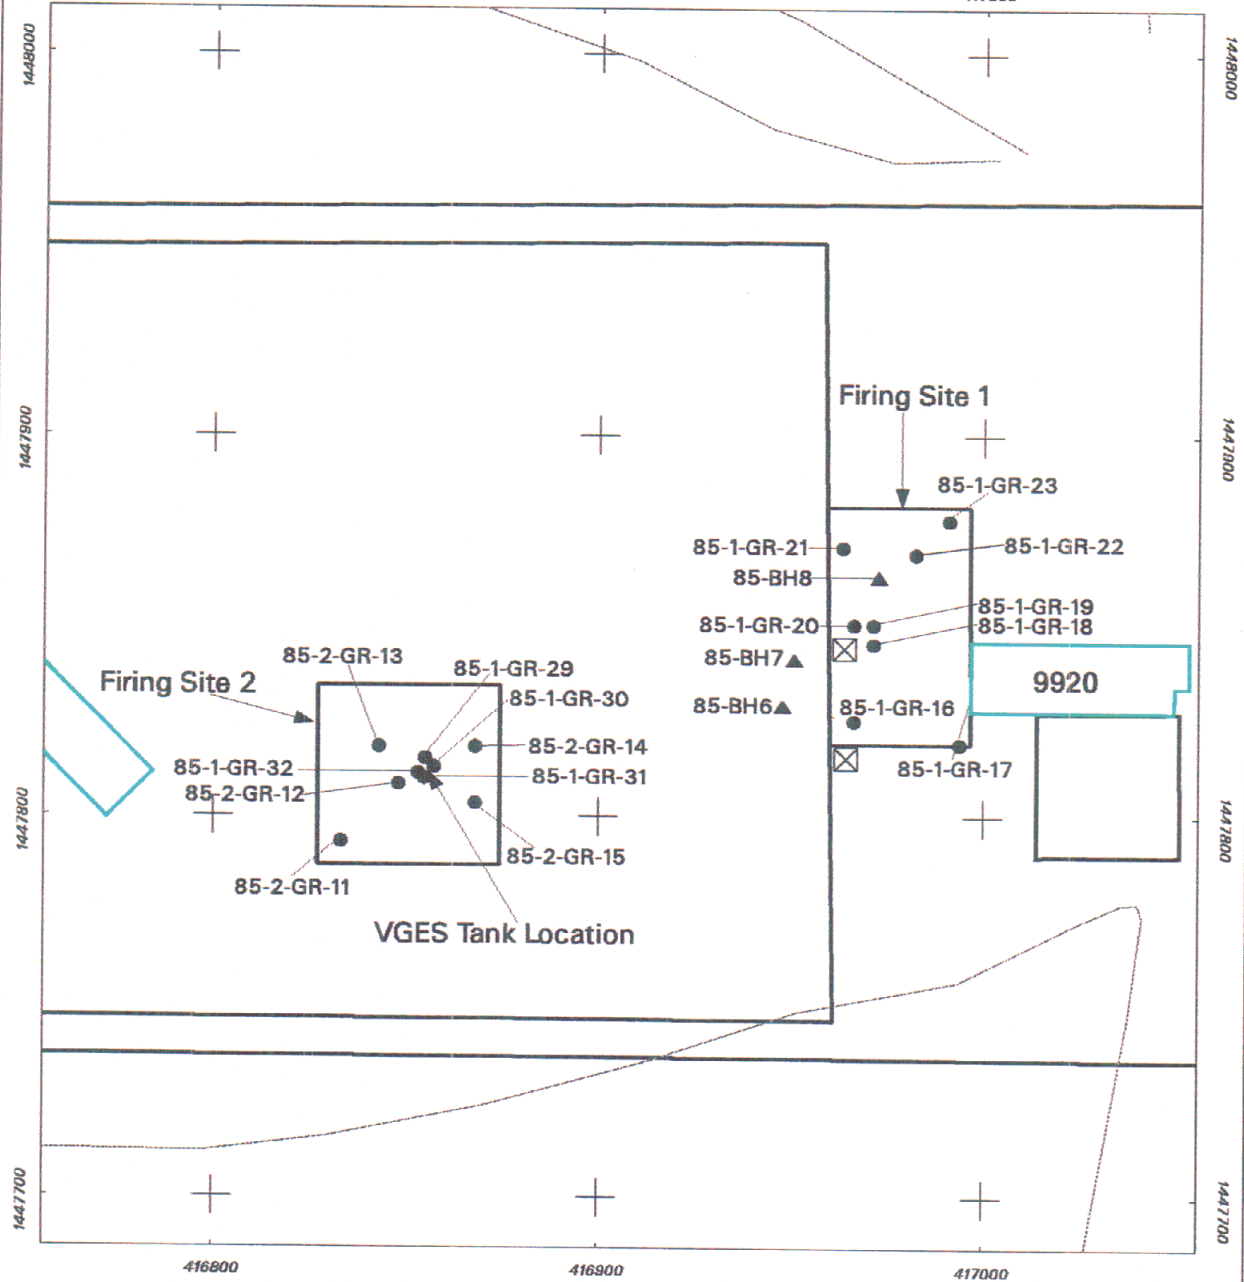 1448000
1448000
Firing Site 1
1447900
1447900
85-1-GR-23
85-1-GR-21
85-1-GR-22
85-BH8
85-1-GR-19
85-1-GR-20
85-1-GR-18
85-2-GR-13
85-BH7
85-1-GR-29
Firing Site 2
9920
85-1-GR-30
85-BH6
85-1-GR-16
85-2-GR-14
85-1-GR-32
85-1-GR-17
85-1-GR-31
85-2-GR-12
1447800
1447800
85-2-GR-15
85-2-GR-11
VGES Tank Location
1447700
1447700
416800
416900
417000